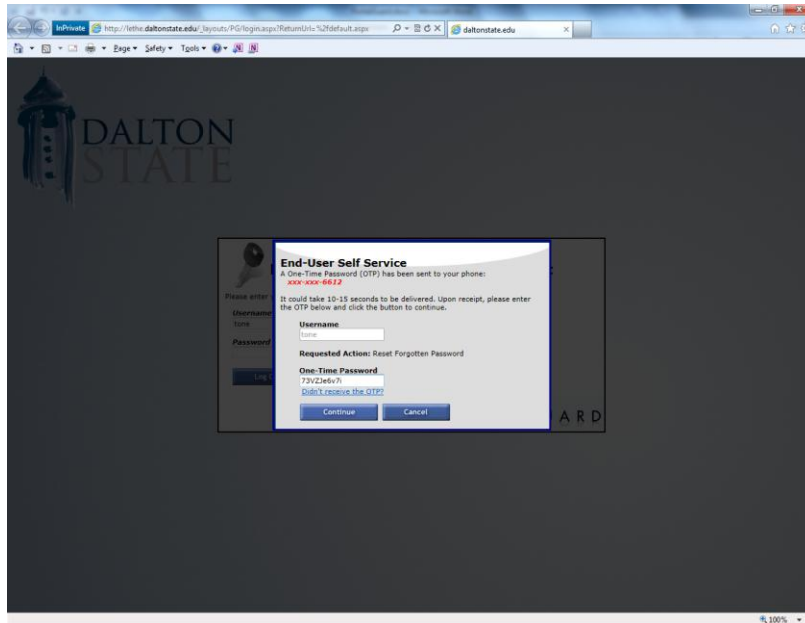 InPrivate
http://lethe.daltonstate.edu/_layouts/PG/login.aspx?ReturnUrl=%2fdefault.aspx
daltonstate.edu
Page Safety Tools
DALTON
STATE
End-User Self Service
A One-Time Password (OTP) has been sent to your phone:
xxx-xxx-6612
It could take 10-15 seconds to be delivered. Upon receipt, please enter
the OTP below and click the button to continue.
Please enter
Username
tone
Password
Log
Username
tone
Requested Action: Reset Forgotten Password
One-Time Password
73VZJe6v7i
Didn't receive the OTP?
Continue Cancel
UARD
100%